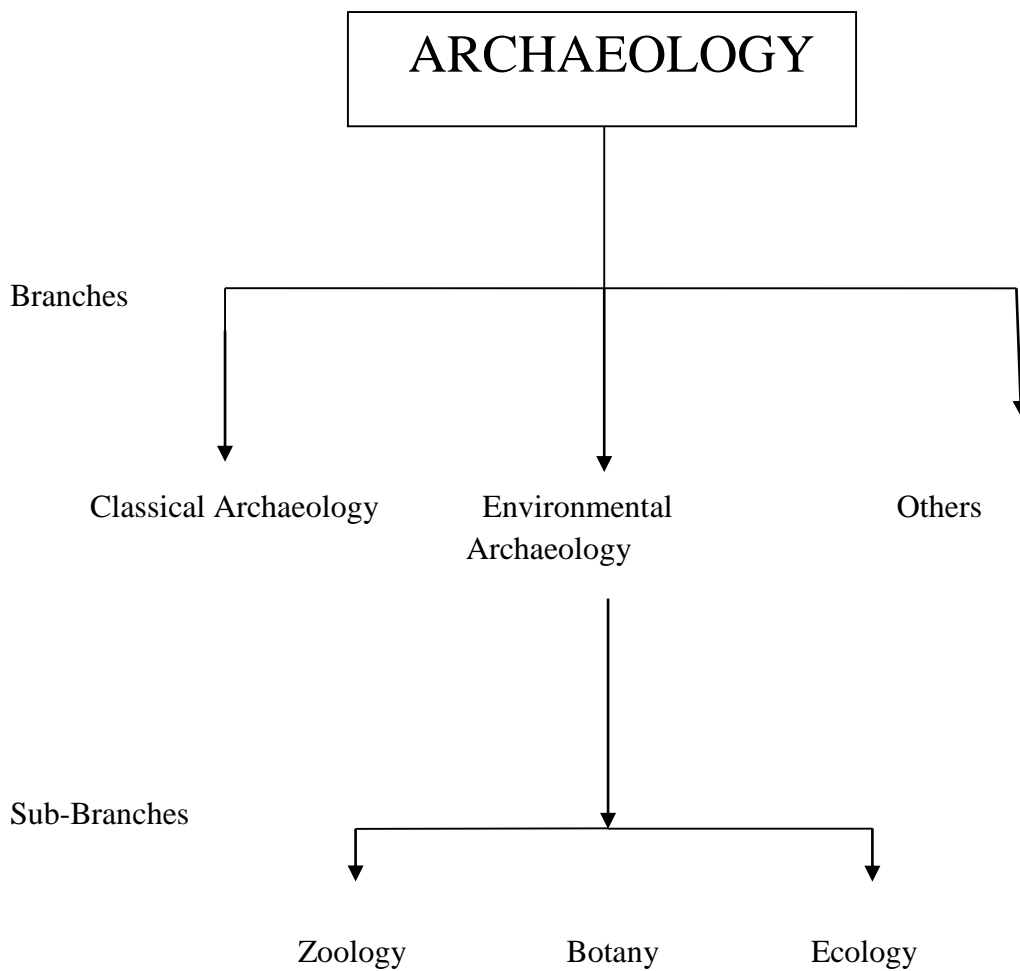 ARCHAEOLOGY
Branches
Classical Archaeology
Environmental
Archaeology
Others
Sub-Branches
Zoology
Botany
Ecology